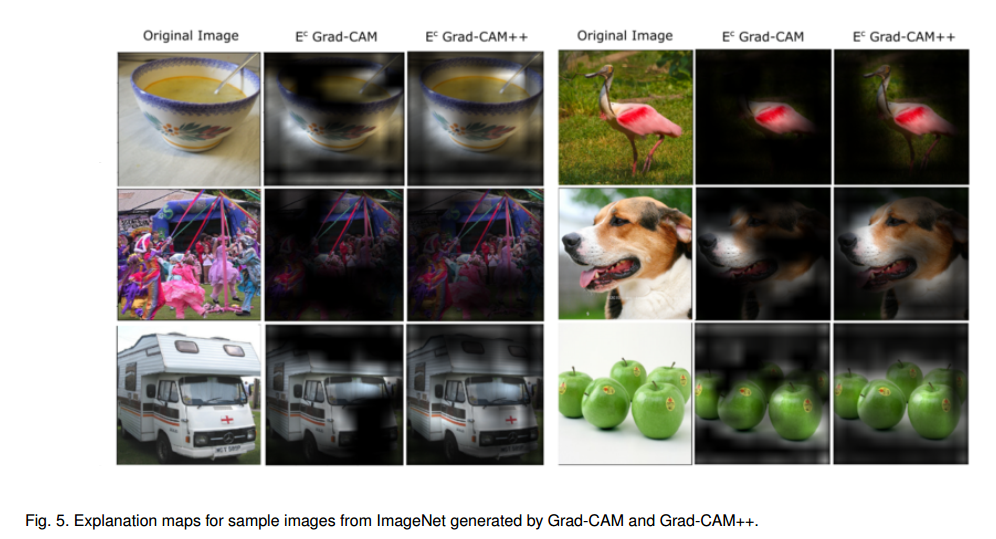 Original Image E^c Grad-CAM E^c Grad-CAM++ Original Image E^c Grad-CAM E^c Grad-CAM++
Fig. 5. Explanation maps for sample images from ImageNet generated by Grad-CAM and Grad-CAM++.